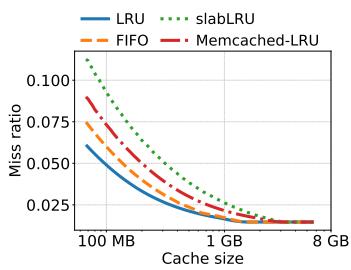 LRU
slabLRU
FIFO
Memcached-LRU
Miss ratio
0.100
0.075
0.050
0.025
100 MB
1 GB
8 GB
Cache size